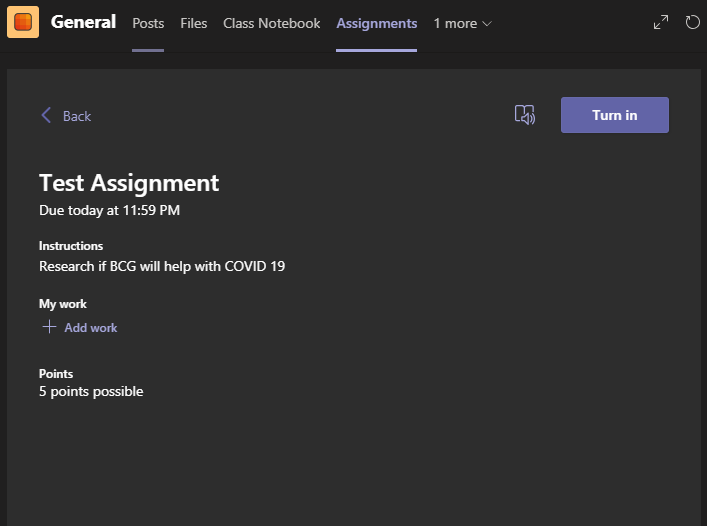 General Posts Files Class Notebook Assignments 1 more
Back Turn in
Test Assignment
Due today at 11:59 PM
Instructions
Research if BCG will help with COVID 19
My work
Add work
Points
5 points possible